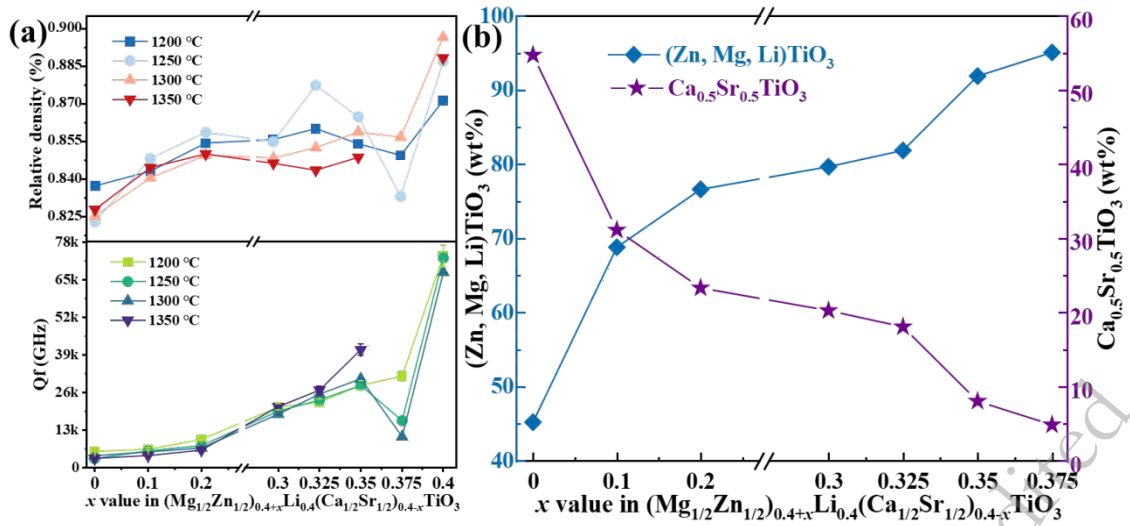 (a)
Relative density (%)
0.900
0.885
0.870
0.855
0.840
0.825
1200 °C
1250 °C
1300 °C
1350 °C
Qf (GHz)
78k
65k
52k
39k
26k
13k
0
1200 °C
1250 °C
1300 °C
1350 °C
0 0.1 0.2 0.3 0.325 0.35 0.375 0.4
x value in (Mg1/2Zn1/2)0.4+xLi0.4(Ca1/2Sr1/2)0.4-xTiO3
(b)
(Zn, Mg, Li)TiO3 (wt%)
100
90
80
70
60
50
40
(Zn, Mg, Li)TiO3
Ca0.5Sr0.5TiO3
60
50
40
30
20
10
0
Ca0.5Sr0.5TiO3 (wt%)
0 0.1 0.2 0.3 0.325 0.35 0.375
x value in (Mg1/2Zn1/2)0.4+xLi0.4(Ca1/2Sr1/2)0.4-xTiO3